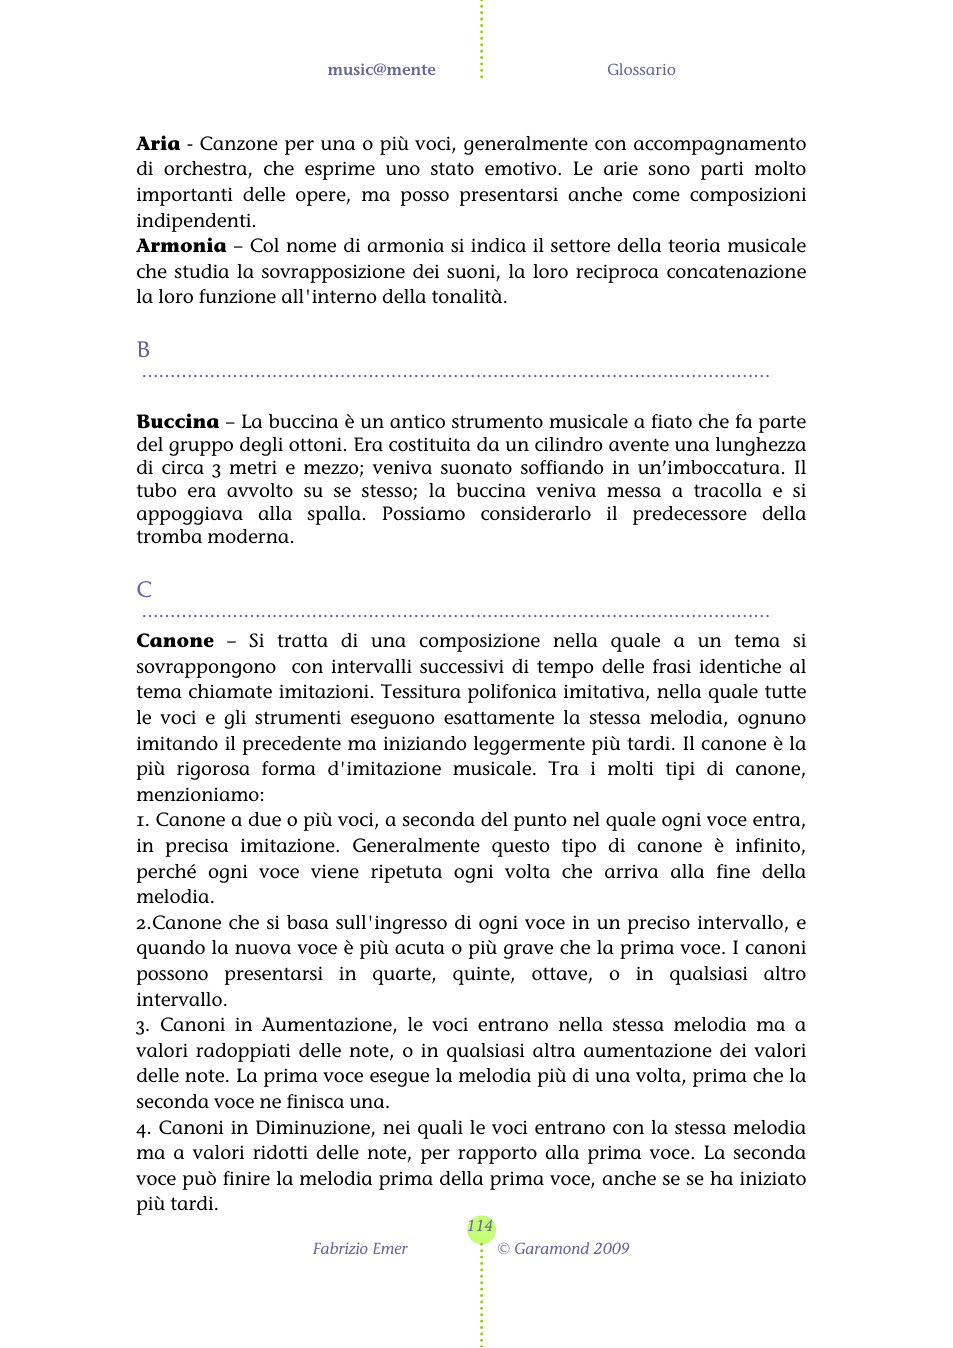 music@mente
Glossario
Aria - Canzone per una o più voci, generalmente con accompagnamento
di orchestra, che esprime uno stato emotivo. Le arie sono parti molto
importanti delle opere, ma posso presentarsi anche come composizioni
indipendenti.
Armonia – Col nome di armonia si indica il settore della teoria musicale
che studia la sovrapposizione dei suoni, la loro reciproca concatenazione
la loro funzione all'interno della tonalità.
B
Buccina – La buccina è un antico strumento musicale a fiato che fa parte
del gruppo degli ottoni. Era costituita da un cilindro avente una lunghezza
di circa 3 metri e mezzo; veniva suonato soffiando in un’imboccatura. Il
tubo era avvolto su se stesso; la buccina veniva messa a tracolla e si
appoggiava alla spalla. Possiamo considerarlo il predecessore della
tromba moderna.
C
Canone – Si tratta di una composizione nella quale a un tema si
sovrappongono con intervalli successivi di tempo delle frasi identiche al
tema chiamate imitazioni. Tessitura polifonica imitativa, nella quale tutte
le voci e gli strumenti eseguono esattamente la stessa melodia, ognuno
imitando il precedente ma iniziando leggermente più tardi. Il canone è la
più rigorosa forma d'imitazione musicale. Tra i molti tipi di canone,
menzioniamo:
1. Canone a due o più voci, a seconda del punto nel quale ogni voce entra,
in precisa imitazione. Generalmente questo tipo di canone è infinito,
perché ogni voce viene ripetuta ogni volta che arriva alla fine della
melodia.
2.Canone che si basa sull'ingresso di ogni voce in un preciso intervallo, e
quando la nuova voce è più acuta o più grave che la prima voce. I canoni
possono presentarsi in quarte, quinte, ottave, o in qualsiasi altro
intervallo.
3. Canoni in Aumentazione, le voci entrano nella stessa melodia ma a
valori radoppiati delle note, o in qualsiasi altra aumentazione dei valori
delle note. La prima voce esegue la melodia più di una volta, prima che la
seconda voce ne finisca una.
4. Canoni in Diminuzione, nei quali le voci entrano con la stessa melodia
ma a valori ridotti delle note, per rapporto alla prima voce. La seconda
voce può finire la melodia prima della prima voce, anche se se ha iniziato
più tardi.
114
Fabrizio Emer
© Garamond 2009